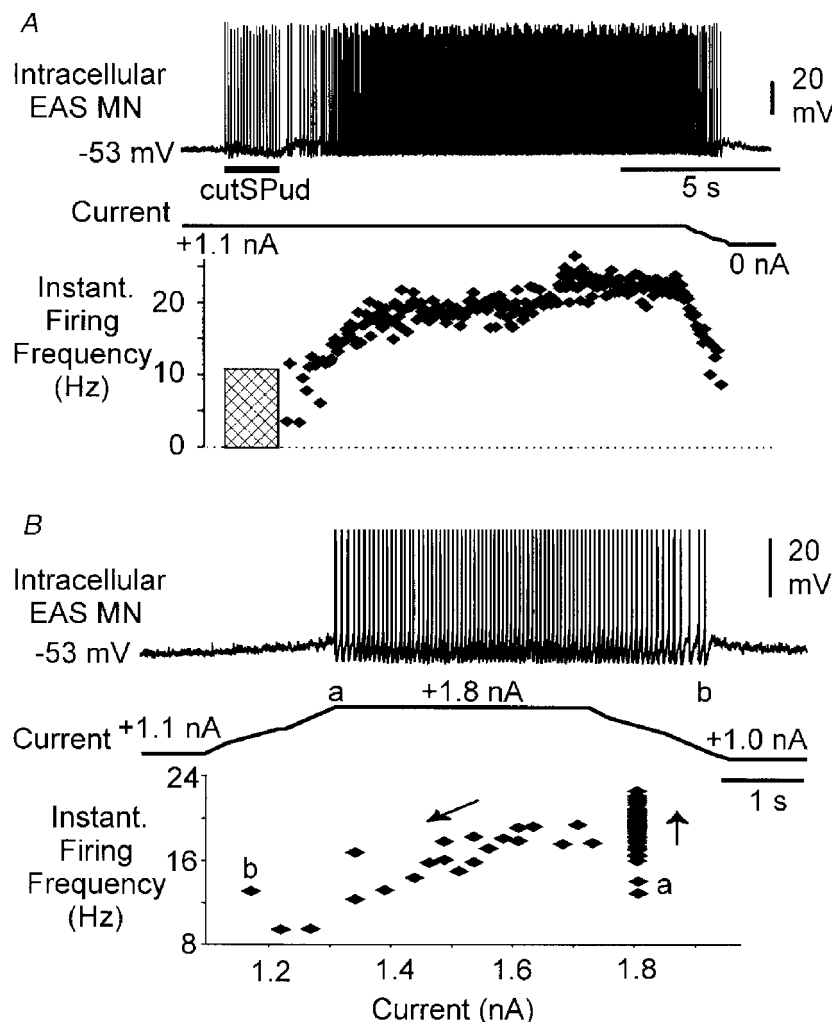 A
Intracellular
EAS MN
-53 mV
20
mV
cutSPud
5 s
Current
+1.1 nA
0 nA
Instant.
Firing
Frequency
(Hz)
20
10
0
B
Intracellular
EAS MN
-53 mV
20
mV
a
+1.8 nA
b
Current
+1.1 nA
+1.0 nA
1 s
Instant.
Firing
Frequency
(Hz)
24
16
8
b
a
1.2
1.4
1.6
1.8
Current (nA)